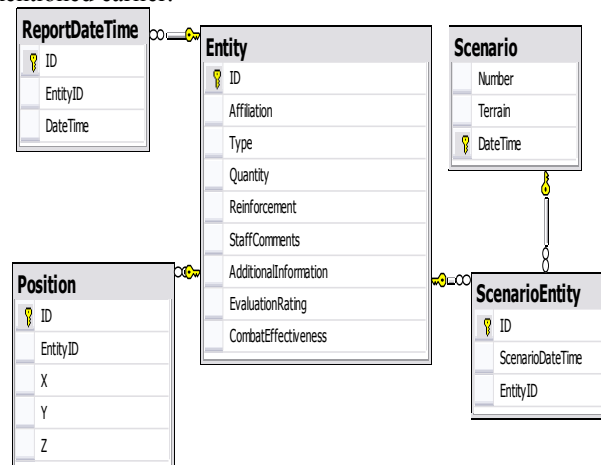 mentioned earlier.
ReportDateTime
ID
EntityID
DateTime
Entity
ID
Affiliation
Type
Quantity
Reinforcement
StaffComments
AdditionalInformation
EvaluationRating
CombatEffectiveness
Scenario
Number
Terrain
DateTime
Position
ID
EntityID
X
Y
Z
ScenarioEntity
ID
ScenarioDateTime
EntityID